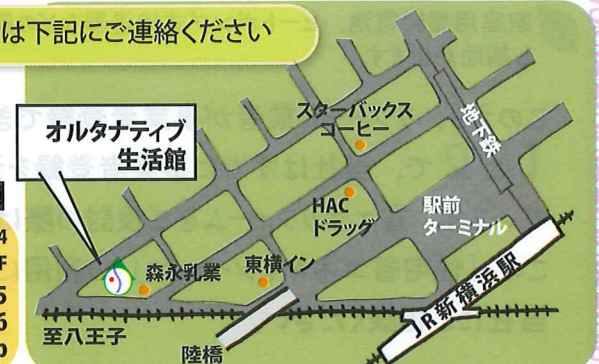 は下記にご連絡ください
オルタナティブ
生活館
スターバックス
コーヒー
地下鉄
HAC
ドラッグ
駅前
ターミナル
森永乳業
東横イン
JR新横浜駅
至八王子
陸橋
4
F
5
6
p